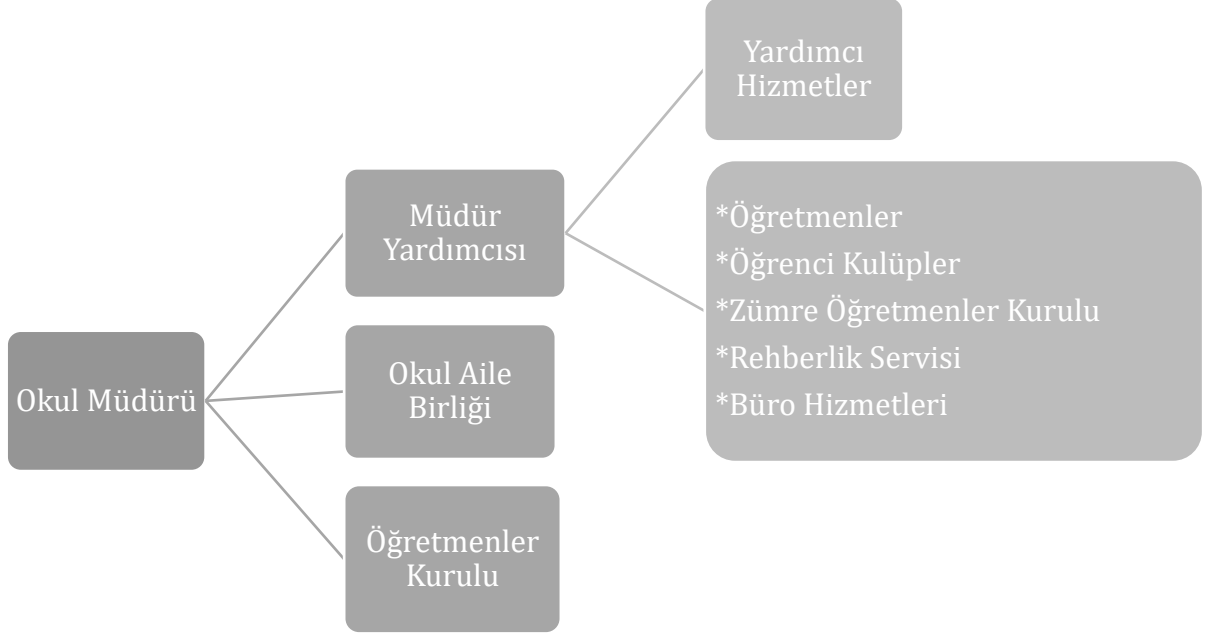 Okul Müdürü
Müdür
Yardımcısı
Okul Aile
Birliği
Öğretmenler
Kurulu
Yardımcı
Hizmetler
*Öğretmenler
*Öğrenci Kulüpler
*Zümre Öğretmenler Kurulu
*Rehberlik Servisi
*Büro Hizmetleri